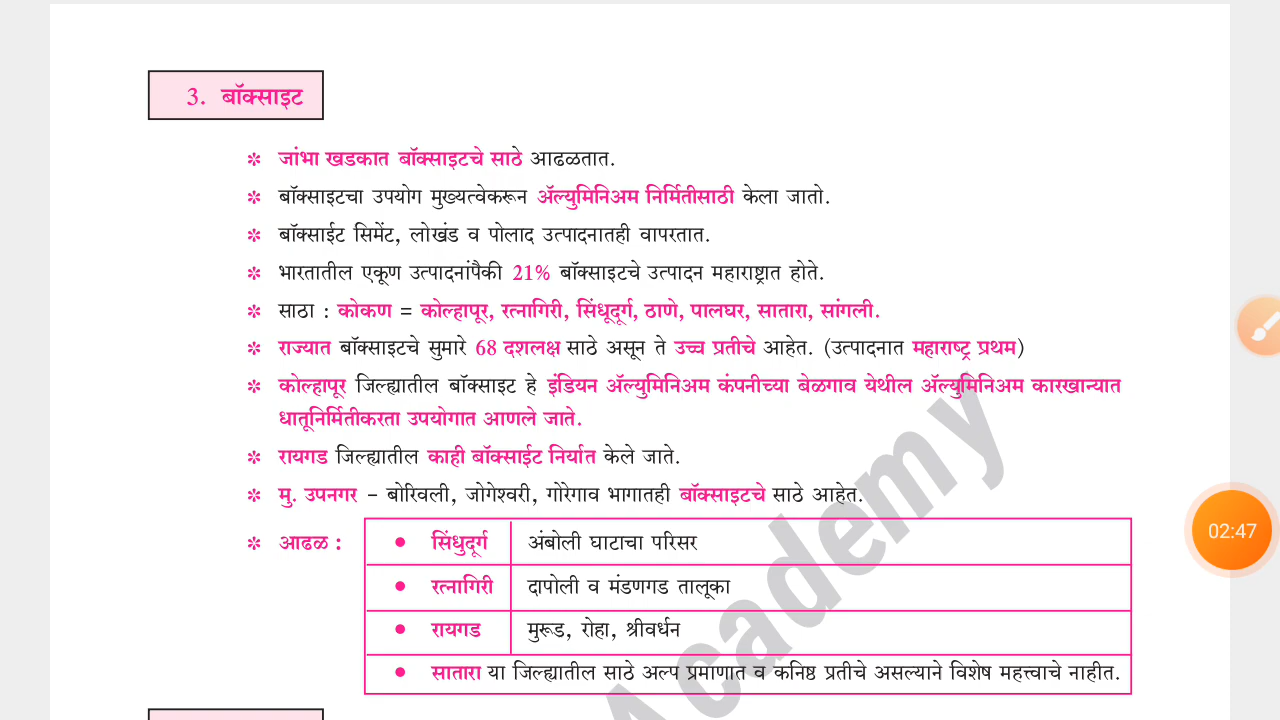 3. बॉक्साइट
* जांभा खडकात बॉक्साइटचे साठे आढळतात.
* बॉक्साइटचा उपयोग मुख्यत्वेकरून ॲल्युमिनिअम निर्मितीसाठी केला जातो.
* बॉक्साईट सिमेंट, लोखंड व पोलाद उत्पादनातही वापरतात.
* भारतातील एकूण उत्पादनांपैकी 21% बॉक्साइटचे उत्पादन महाराष्ट्रात होते.
* साठा : कोकण = कोल्हापूर, रत्नागिरी, सिंधूदूर्ग, ठाणे, पालघर, सातारा, सांगली.
* राज्यात बॉक्साइटचे सुमारे 68 दशलक्ष साठे असून ते उच्च प्रतीचे आहेत. (उत्पादनात महाराष्ट्र प्रथम)
* कोल्हापूर जिल्ह्यातील बॉक्साइट हे इंडियन ॲल्युमिनिअम कंपनीच्या बेळगाव येथील ॲल्युमिनिअम कारखान्यात
धातूनिर्मितीकरता उपयोगात आणले जाते.
* रायगड जिल्ह्यातील काही बॉक्साईट निर्यात केले जाते.
* मु. उपनगर – बोरिवली, जोगेश्वरी, गोरेगाव भागातही बॉक्साइटचे साठे आहेत.
* आढळ : • सिंधुदूर्ग अंबोली घाटाचा परिसर
• रत्नागिरी दापोली व मंडणगड तालूका
• रायगड मुरूड, रोहा, श्रीवर्धन
• सातारा या जिल्ह्यातील साठे अल्प प्रमाणात व कनिष्ठ प्रतीचे असल्याने विशेष महत्त्वाचे नाहीत.
Academy
02:47